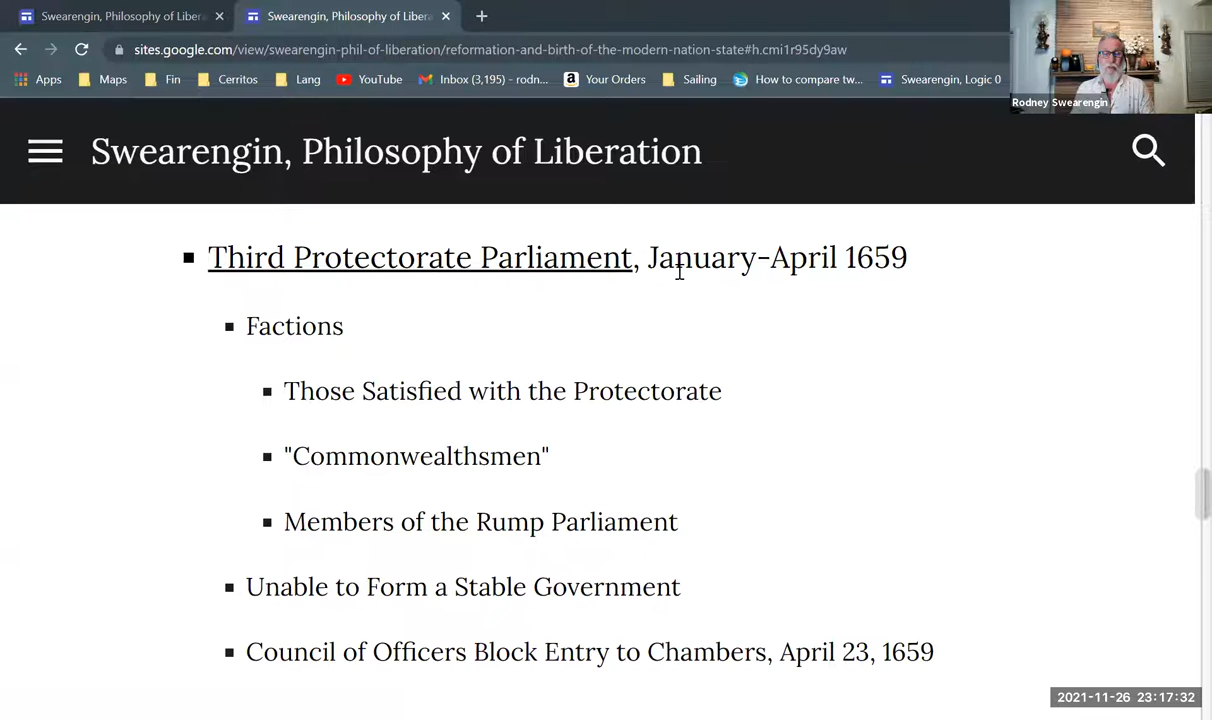 Swearengin, Philosophy of Liber
Swearengin, Philosophy of Libera
sites.google.com/view/swearengin-phil-of-liberation/reformation-and-birth-of-the-modern-nation-state#h.cmi1r95dy9aw
Apps Maps Fin Cerritos Lang YouTube Inbox (3,195) - rodn... Your Orders Sailing How to compare tw... Swearengin, Logic 0
Rodney Swearengin
Swearengin, Philosophy of Liberation
Third Protectorate Parliament, January-April 1659
Factions
Those Satisfied with the Protectorate
"Commonwealthsmen"
Members of the Rump Parliament
Unable to Form a Stable Government
Council of Officers Block Entry to Chambers, April 23, 1659
2021-11-26 23:17:32